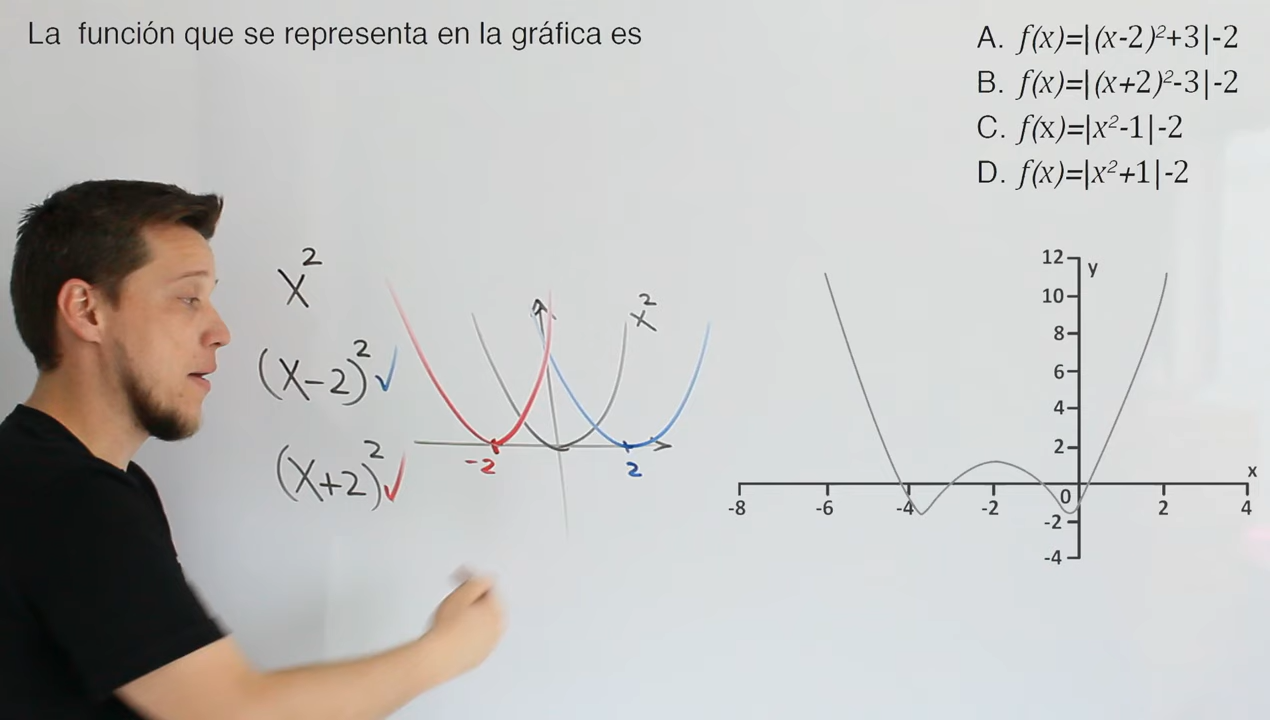 La función que se representa en la gráfica es
A. f(x)=|(x-2)²+3|-2
B. f(x)=|(x+2)²-3|-2
C. f(x)=|x²-1|-2
D. f(x)=|x²+1|-2
x²
(x-2)²✓
(x+2)²✓
x²
-2
2
12
y
10
8
6
4
2
x
0
-8 -6 -4 -2 2 4
-2
-4